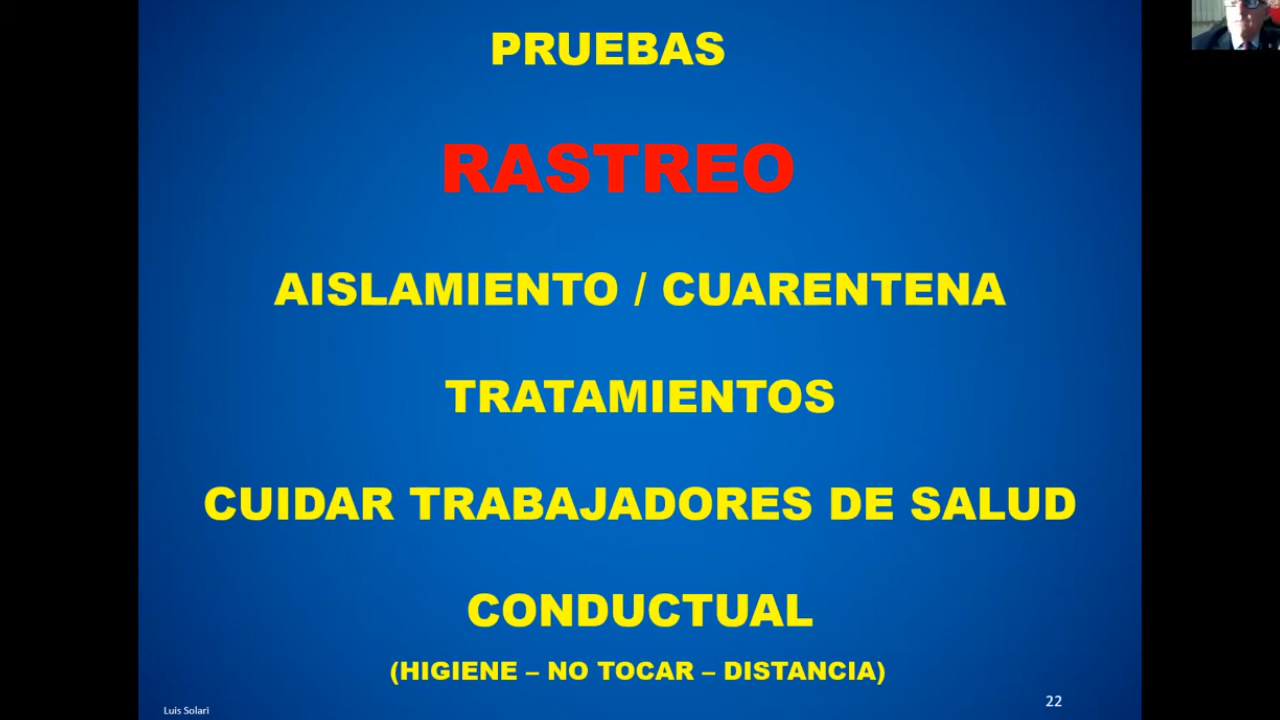 PRUEBAS
RASTREO
AISLAMIENTO / CUARENTENA
TRATAMIENTOS
CUIDAR TRABAJADORES DE SALUD
CONDUCTUAL
(HIGIENE – NO TOCAR – DISTANCIA)
Luis Solari
22